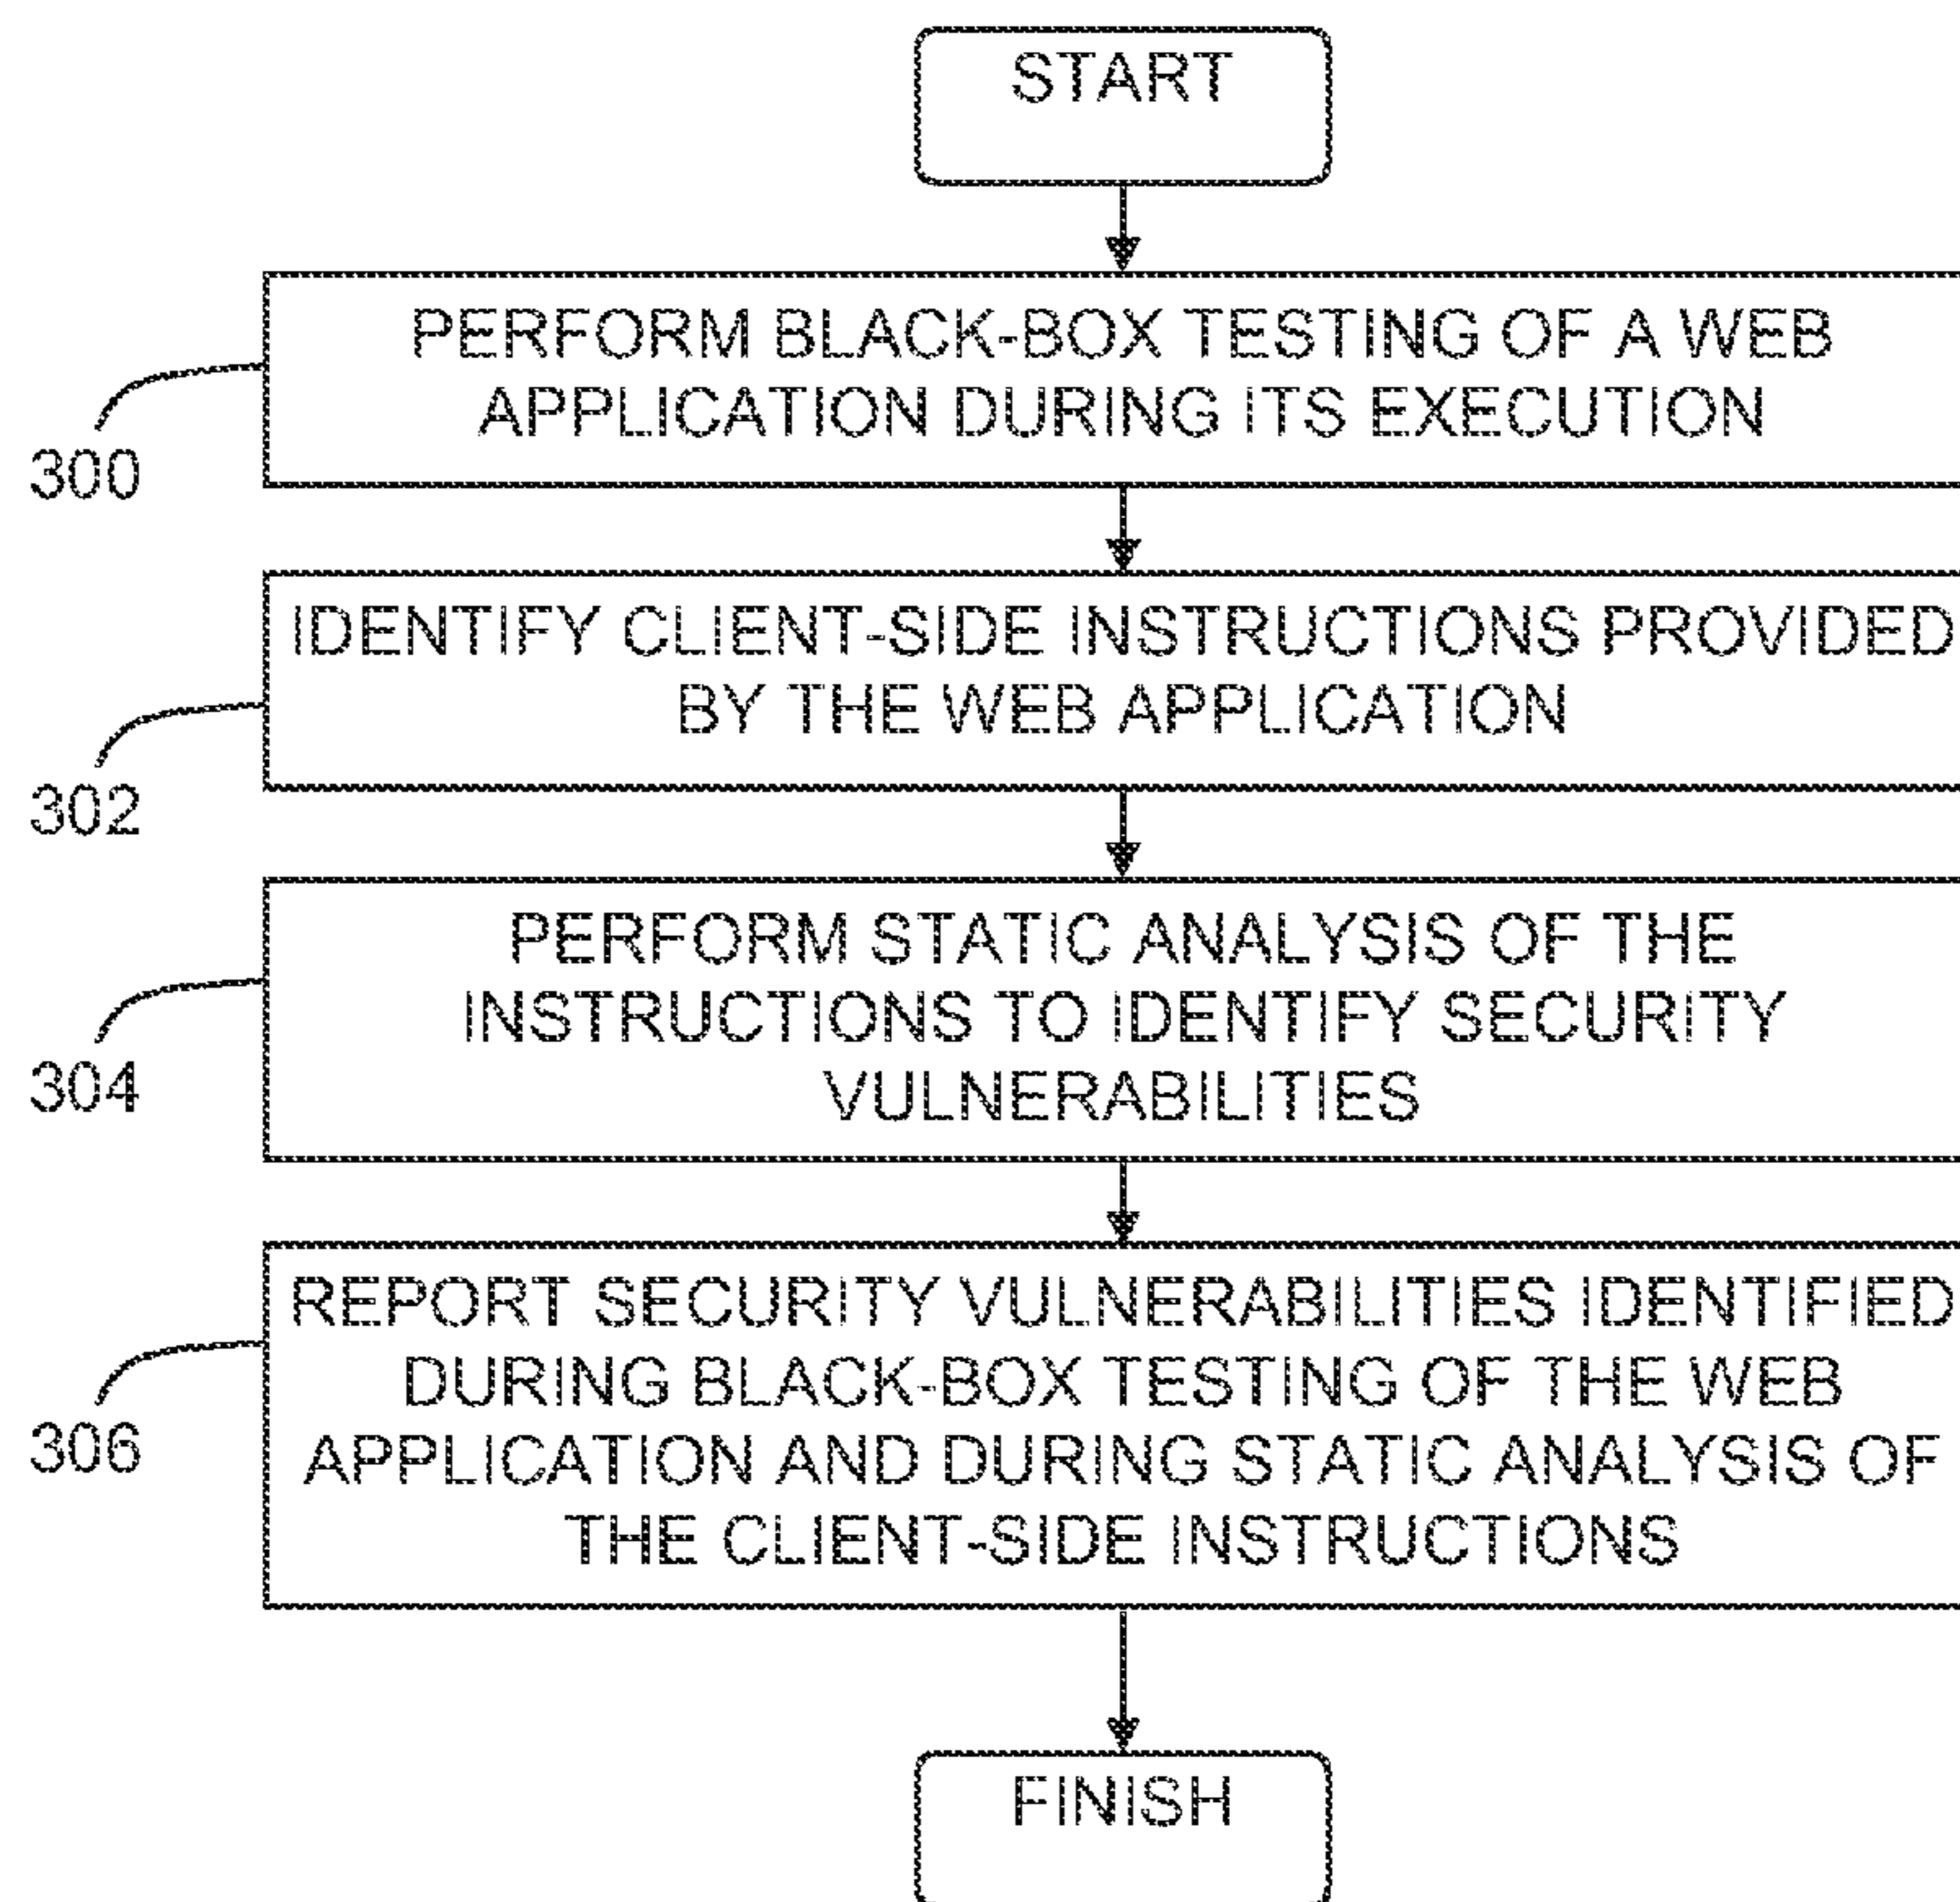 START
PERFORM BLACK-BOX TESTING OF A WEB
APPLICATION DURING ITS EXECUTION
300
IDENTIFY CLIENT-SIDE INSTRUCTIONS PROVIDED
BY THE WEB APPLICATION
302
PERFORM STATIC ANALYSIS OF THE
INSTRUCTIONS TO IDENTIFY SECURITY
VULNERABILITIES
304
REPORT SECURITY VULNERABILITIES IDENTIFIED
DURING BLACK-BOX TESTING OF THE WEB
APPLICATION AND DURING STATIC ANALYSIS OF
THE CLIENT-SIDE INSTRUCTIONS
306
FINISH